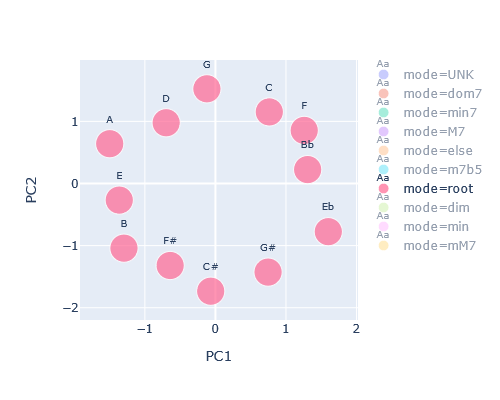 G
D
C
F
A
Bb
E
Eb
B
F#
G#
C#
1
0
−1
−2
−1
0
1
2
PC1
PC2
Aa mode=UNK
Aa mode=dom7
Aa mode=min7
Aa mode=M7
Aa mode=else
Aa mode=m7b5
Aa mode=root
Aa mode=dim
Aa mode=min
Aa mode=mM7